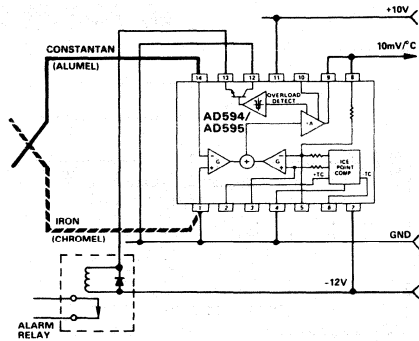 +10V
CONSTANTAN
(ALUMEL)
10mV/°C
14 13 12 11 10 9 8
OVERLOAD
DETECT
AD594/
AD595
-A
G
+
G
ICE
POINT
COMP
+TC
-TC
IRON
(CHROMEL)
1 2 3 4 5 6 7
GND
-12V
ALARM
RELAY